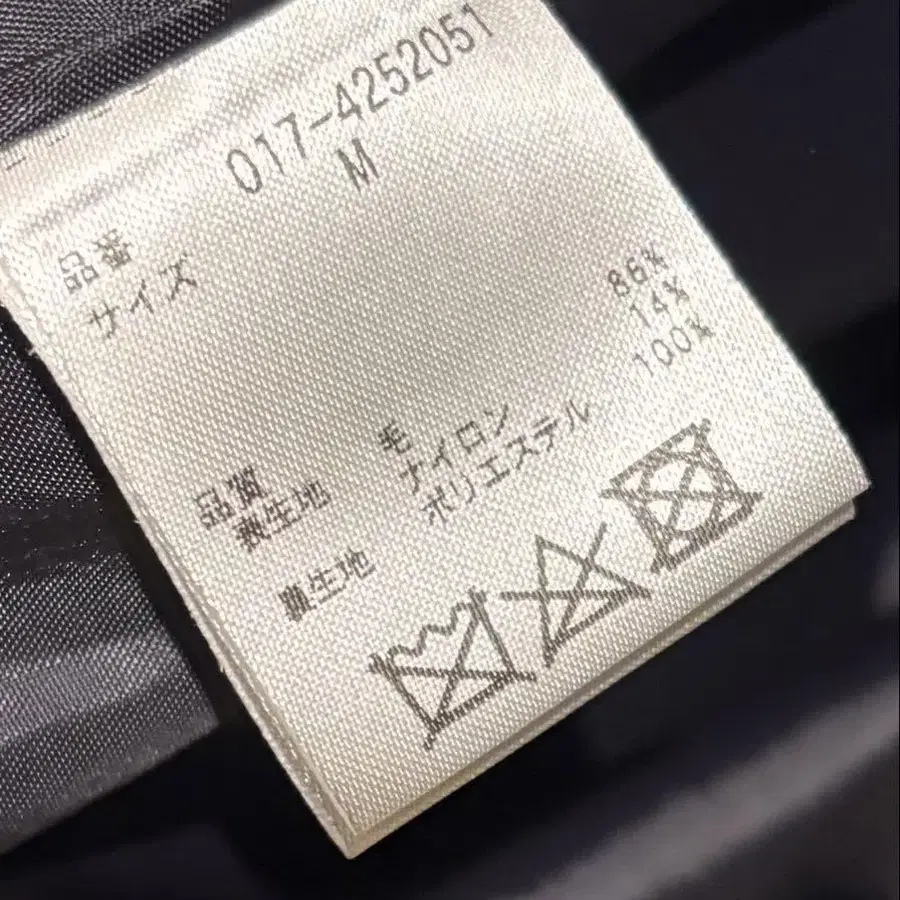 品番 017-4252051
サイズ M
品質
表生地 毛 86%
ナイロン 14%
裏生地 ポリエステル 100%